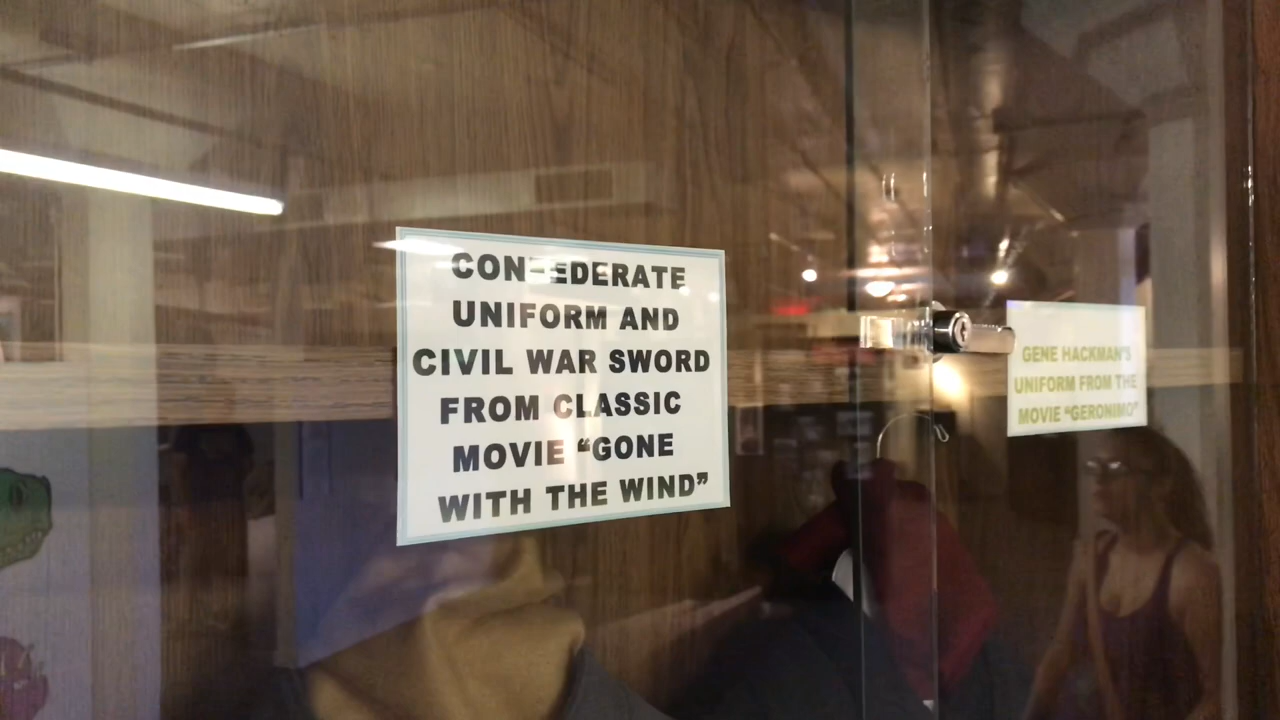 CONFEDERATE
UNIFORM AND
CIVIL WAR SWORD
FROM CLASSIC
MOVIE “GONE
WITH THE WIND”
GENE HACKMAN'S
UNIFORM FROM THE
MOVIE “GERONIMO”